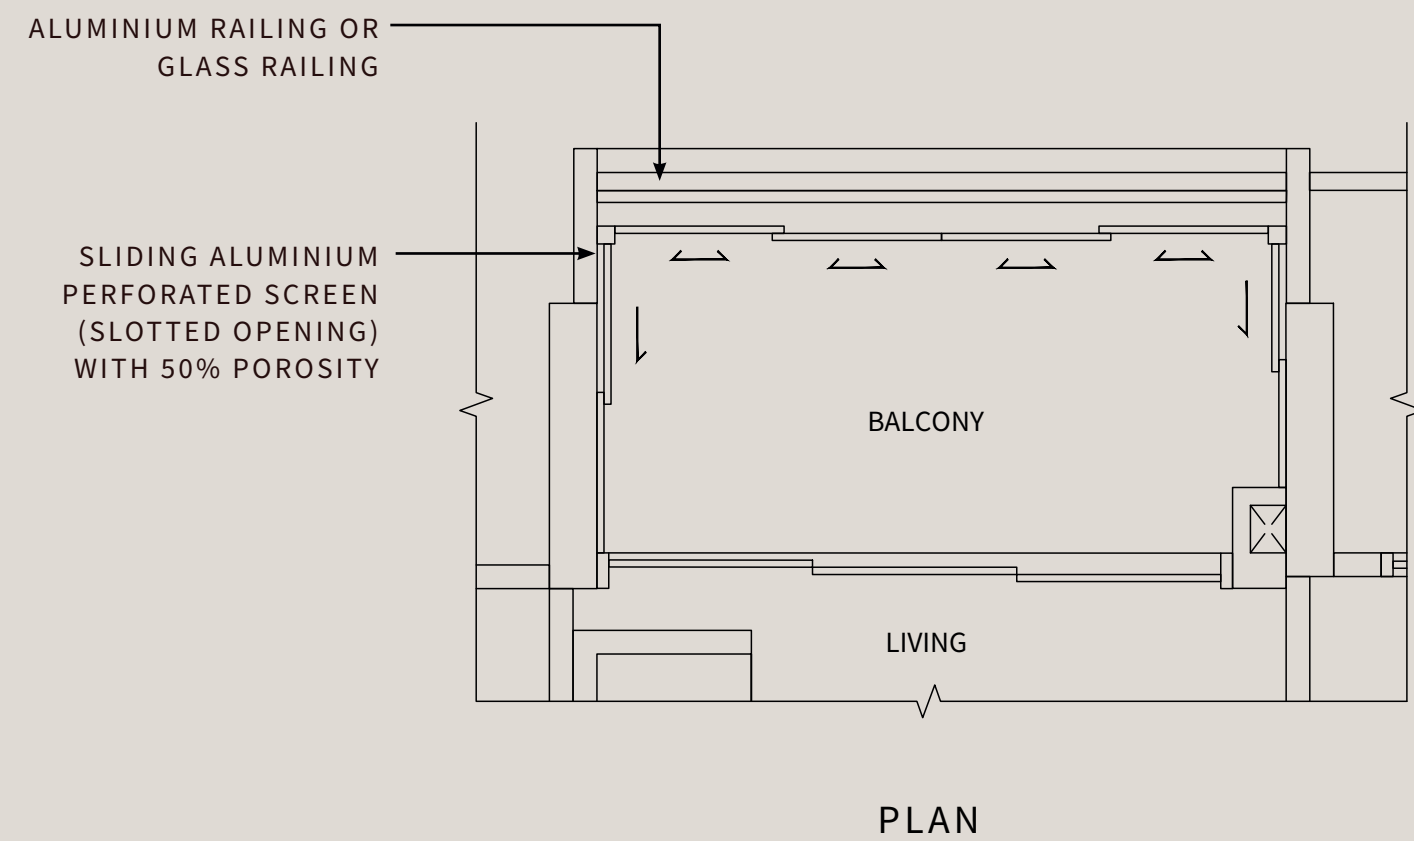 ALUMINIUM RAILING OR
GLASS RAILING
SLIDING ALUMINIUM
PERFORATED SCREEN
(SLOTTED OPENING)
WITH 50% POROSITY
BALCONY
LIVING
PLAN